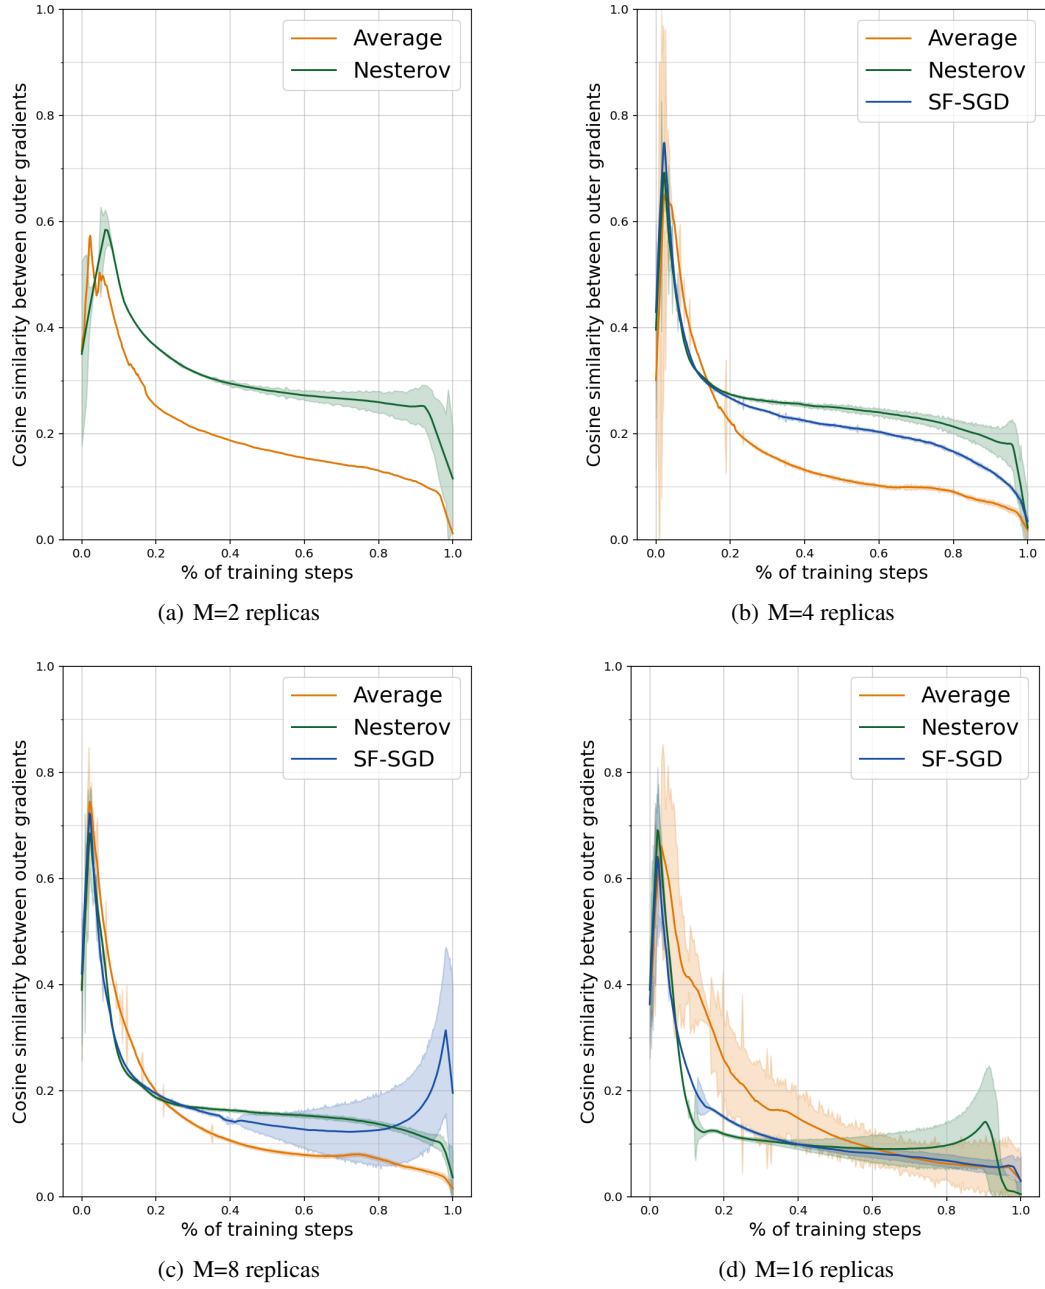 1.0
0.8
0.6
0.4
0.2
0.0
Cosine similarity between outer gradients
Average
Nesterov
0.0 0.2 0.4 0.6 0.8 1.0
% of training steps
(a) M=2 replicas
1.0
0.8
0.6
0.4
0.2
0.0
Cosine similarity between outer gradients
Average
Nesterov
SF-SGD
0.0 0.2 0.4 0.6 0.8 1.0
% of training steps
(b) M=4 replicas
1.0
0.8
0.6
0.4
0.2
0.0
Cosine similarity between outer gradients
Average
Nesterov
SF-SGD
0.0 0.2 0.4 0.6 0.8 1.0
% of training steps
(c) M=8 replicas
1.0
0.8
0.6
0.4
0.2
0.0
Cosine similarity between outer gradients
Average
Nesterov
SF-SGD
0.0 0.2 0.4 0.6 0.8 1.0
% of training steps
(d) M=16 replicas